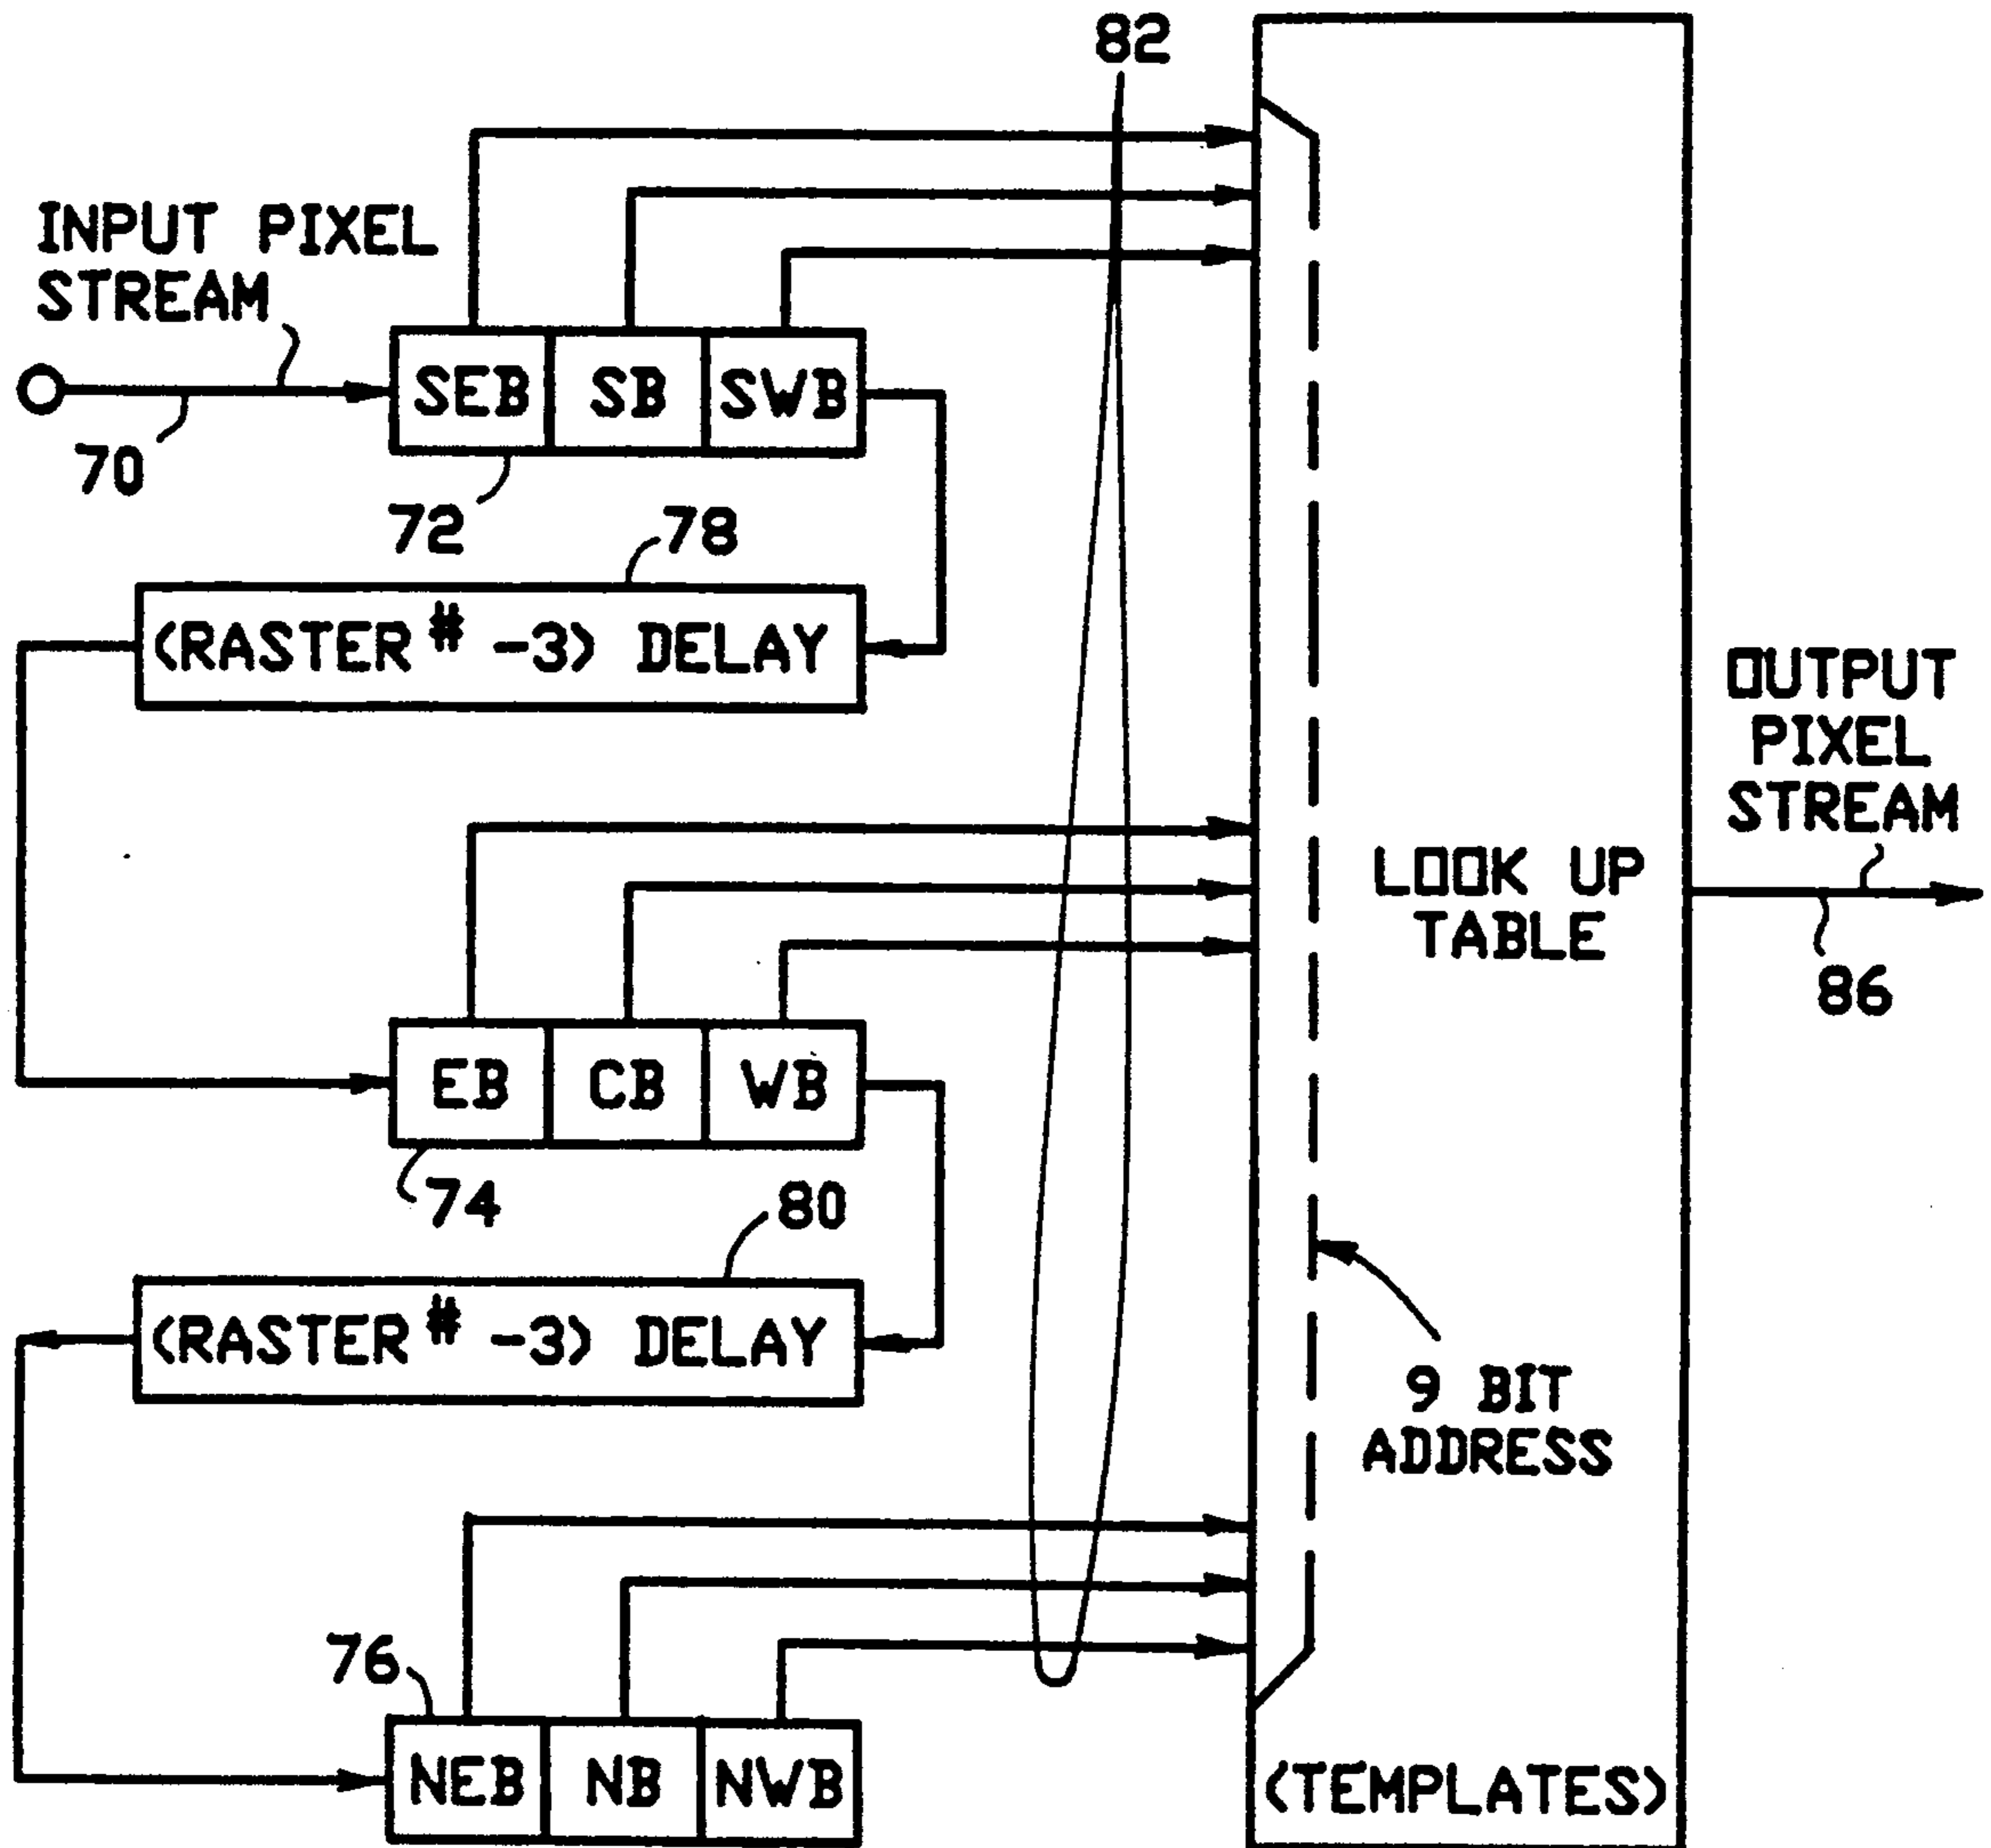 82
INPUT PIXEL
STREAM
70
SEB SB SWB
72
78
(RASTER # -3) DELAY
OUTPUT
PIXEL
STREAM
LOOK UP
TABLE
86
EB CB WB
74
80
(RASTER # -3) DELAY
9 BIT
ADDRESS
76
NEB NB NWB
(TEMPLATES)